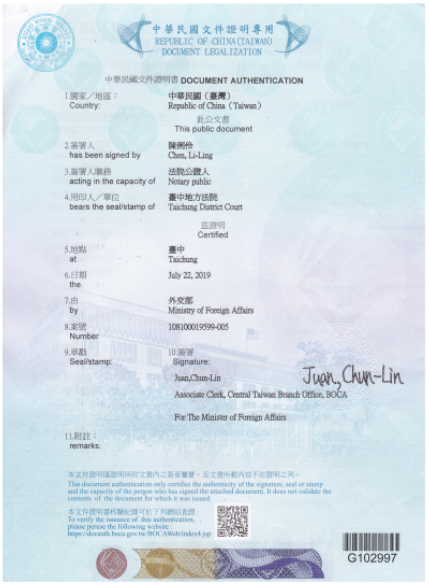 中華民國文件證明專用
REPUBLIC OF CHINA (TAIWAN)
DOCUMENT LEGALIZATION
中華民國文件證明書 DOCUMENT AUTHENTICATION
1.國家／地區： 中華民國（臺灣）
Country: Republic of China（Taiwan）
此公文書
This public document
2.簽署人
has been signed by Chen, Li-Ling
3.簽署人職務 法院公證人
acting in the capacity of Notary public
4.用印人／單位 臺中地方法院
bears the seal/stamp of Taichung District Court
茲證明
Certified
5.地點 臺中
at Taichung
6.日期 July 22, 2019
the
7.由 外交部
by Ministry of Foreign Affairs
8.案號 108100019599-005
Number
9.章戳 10.簽署
Seal/stamp: Signature:
Juan,Chun-Lin Juan, Chun-Lin
Associate Clerk, Central Taiwan Branch Office, BOCA
For The Minister of Foreign Affairs
11.附註：
remarks:
本文件證明僅證明所附文書內之簽章屬實，至文書所載內容不在證明之列。
This document authentication only certifies the authenticity of the signature, seal or stamp
and the capacity of the person who has signed the attached document. It does not validate the
contents of the document for which it was issued.
本文件證明書核驗紀錄可於下列網站查證：
To verify the issuance of this authentication,
please peruse the following website :
https://docauth.boca.gov.tw/BOCAWeb/index4.jsp
G102997